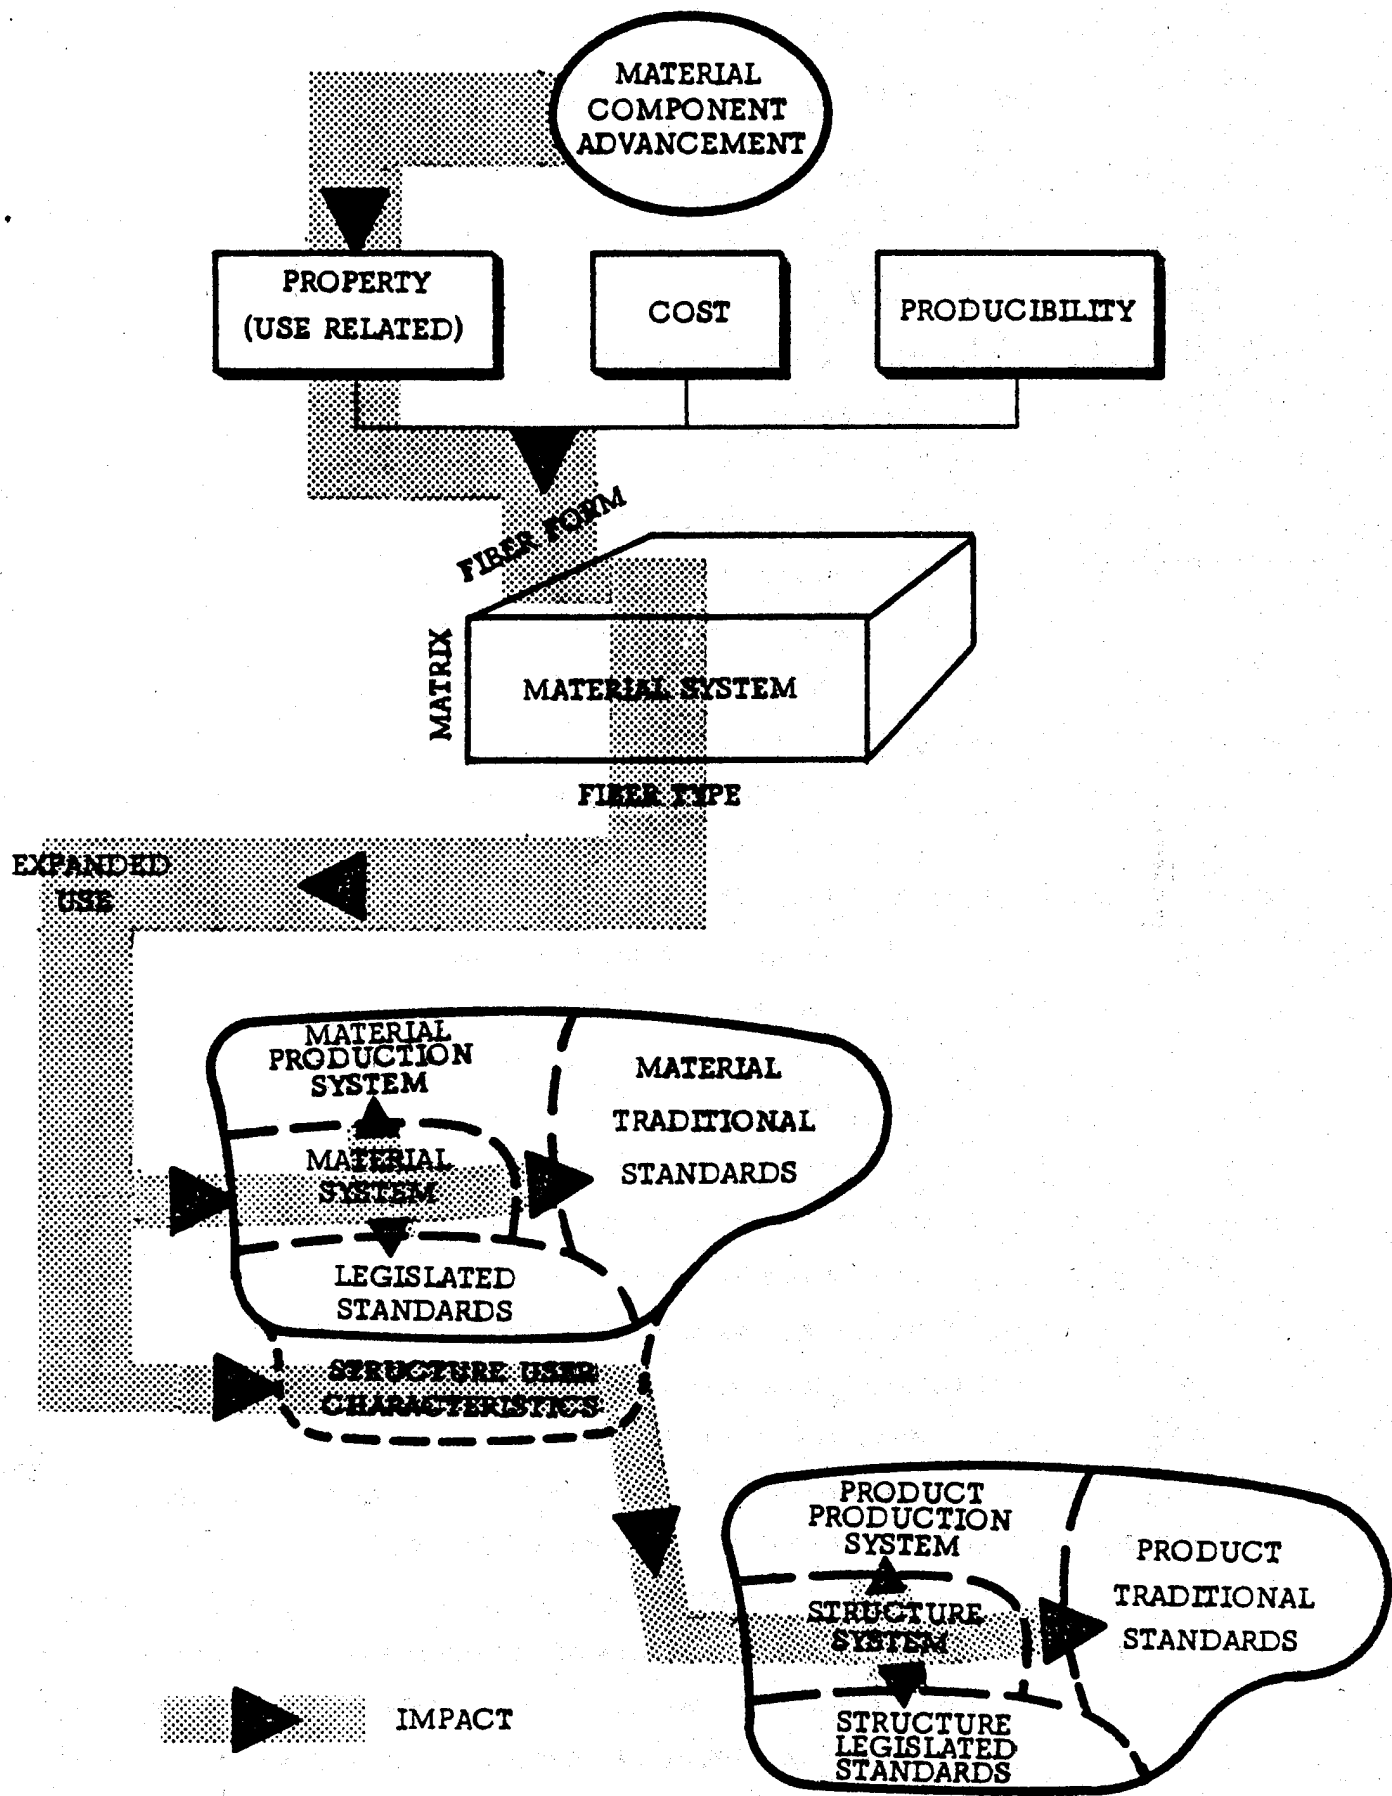 MATERIAL
COMPONENT
ADVANCEMENT
PROPERTY
(USE RELATED)
COST
PRODUCIBILITY
FIBER FORM
MATRIX
MATERIAL SYSTEM
FIBER TYPE
EXPANDED
USE
MATERIAL
PRODUCTION
SYSTEM
MATERIAL
TRADITIONAL
STANDARDS
MATERIAL
SYSTEM
LEGISLATED
STANDARDS
STRUCTURE USER
CHARACTERISTICS
PRODUCT
PRODUCTION
SYSTEM
PRODUCT
TRADITIONAL
STANDARDS
STRUCTURE
SYSTEM
STRUCTURE
LEGISLATED
STANDARDS
IMPACT